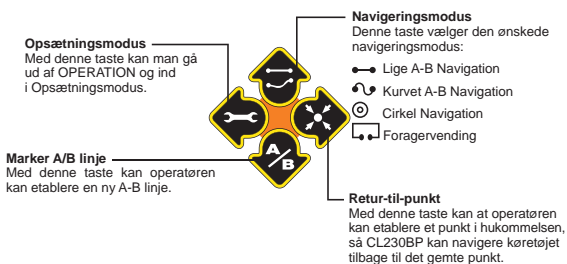 Opsætningsmodus
Med denne taste kan man gå
ud af OPERATION og ind
i Opsætningsmodus.
Navigeringsmodus
Denne taste vælger den ønskede
navigeringsmodus:
Lige A-B Navigation
Kurvet A-B Navigation
Cirkel Navigation
Foragervending
A/B
Marker A/B linje
Med denne taste kan operatøren
kan etablere en ny A-B linje.
Retur-til-punkt
Med denne taste kan at operatøren
kan etablere et punkt i hukommelsen,
så CL230BP kan navigere køretøjet
tilbage til det gemte punkt.